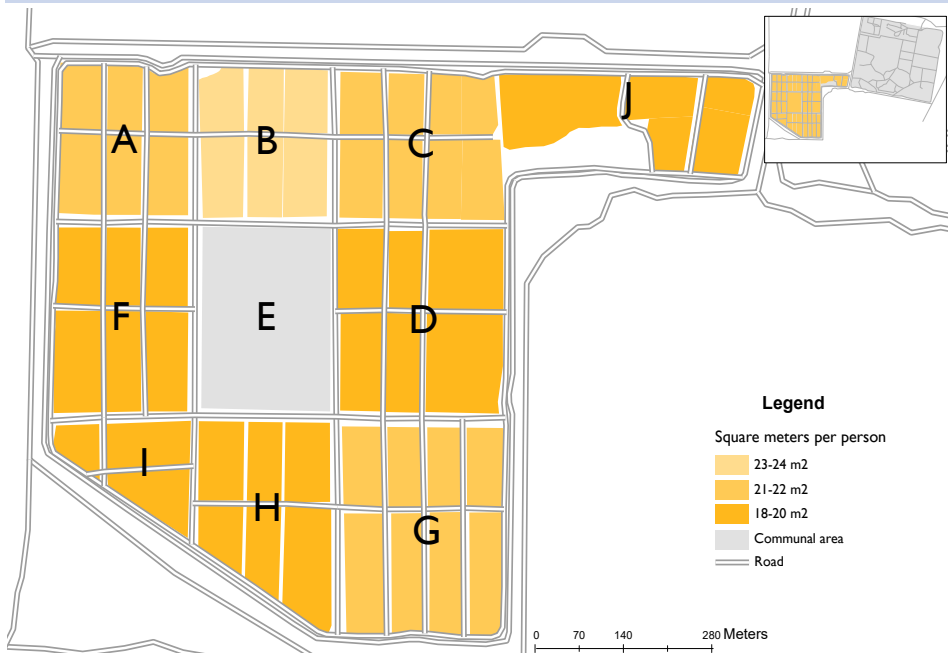 A
B
C
J
F
E
D
I
H
G
Legend
Square meters per person
23-24 m2
21-22 m2
18-20 m2
Communal area
Road
0 70 140 280 Meters